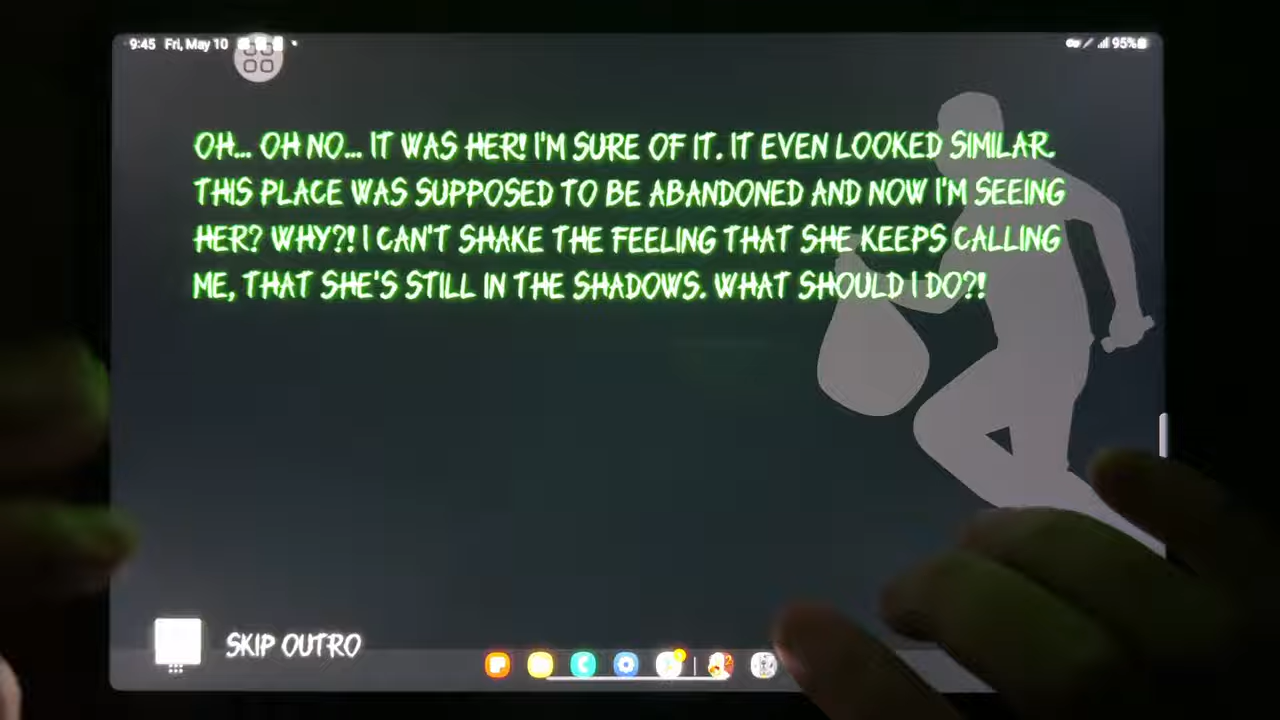 9:45 Fri, May 10
95%
OH... OH NO... IT WAS HER! I'M SURE OF IT. IT EVEN LOOKED SIMILAR.
THIS PLACE WAS SUPPOSED TO BE ABANDONED AND NOW I'M SEEING
HER? WHY?! I CAN'T SHAKE THE FEELING THAT SHE KEEPS CALLING
ME, THAT SHE'S STILL IN THE SHADOWS. WHAT SHOULD I DO?!
SKIP OUTRO